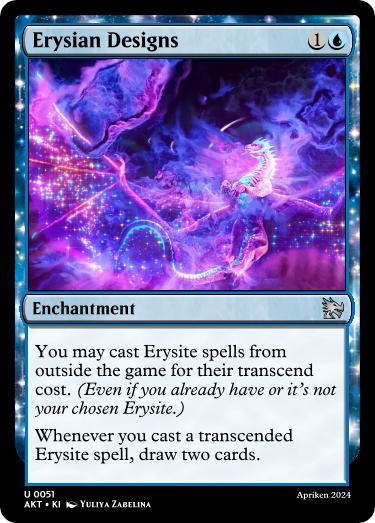 Erysian Designs 1
Enchantment
You may cast Erysite spells from
outside the game for their transcend
cost. (Even if you already have or it's not
your chosen Erysite.)
Whenever you cast a transcended
Erysite spell, draw two cards.
U 0051
AKT • KI Yuliya Zabelina
Apriken 2024